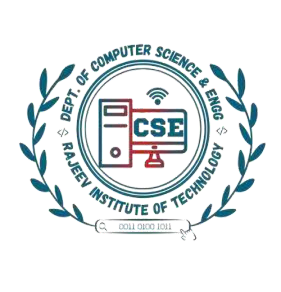 DEPT. OF COMPUTER SCIENCE & ENGG
</>
</>
CSE
RAJEEV INSTITUTE OF TECHNOLOGY
0011 0100 1011